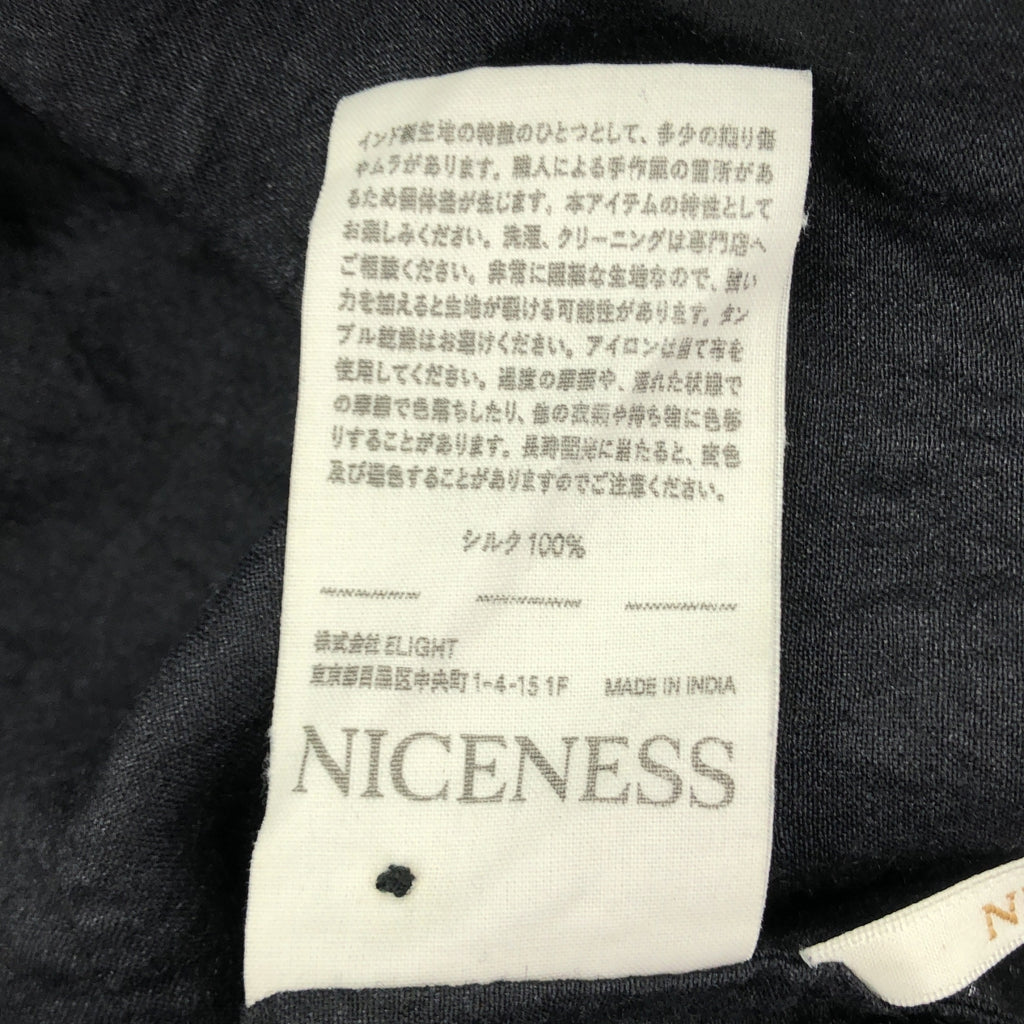 インド綿生地の特徴のひとつとして、多少の織り傷
やムラがあります。職人による手作業の箇所があ
るため個体差が生じます、本アイテムの特性として
お楽しみください。洗濯、クリーニングは専門店へ
ご相談ください。非常に繊細な生地なので、強い
力を加えると生地が裂ける可能性があります。タン
ブル乾燥はお避けください。アイロンは当て布を
使用してください。過度の摩擦や、濡れた状態で
の摩擦で色落ちしたり、他の衣類や持ち物に色移
りすることがあります。長時間光に当たると、変色
及び退色することがありますのでご注意ください。
シルク100%
株式会社 ELIGHT
東京都目黒区中央町1-4-15 1F MADE IN INDIA
NICENESS
N